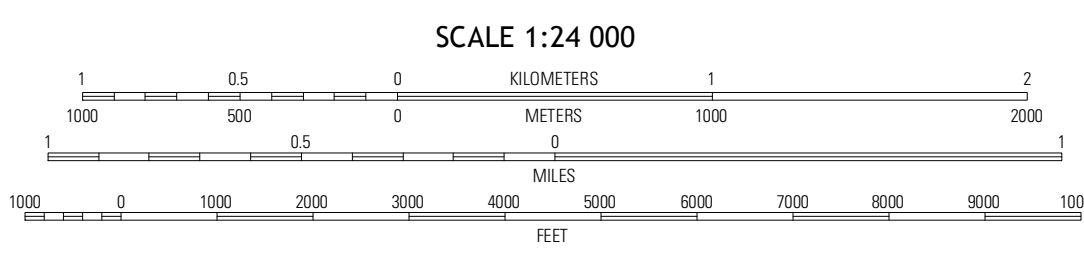 SCALE 1:24 000
1 0.5 0 KILOMETERS 1 2
1000 500 0 METERS 1000 2000
1 0.5 0 1
MILES
1000 0 1000 2000 3000 4000 5000 6000 7000 8000 9000 100
FEET